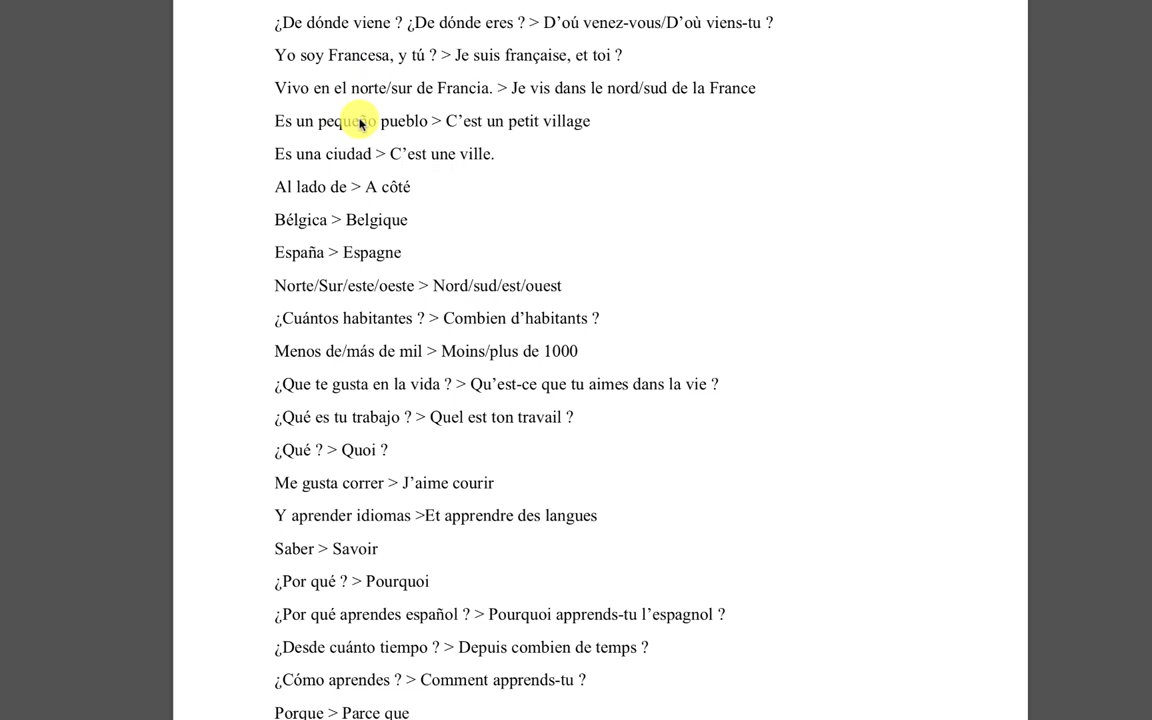 ¿De dónde viene ? ¿De dónde eres ? > D’oú venez-vous/D’où viens-tu ?
Yo soy Francesa, y tú ? > Je suis française, et toi ?
Vivo en el norte/sur de Francia. > Je vis dans le nord/sud de la France
Es un pequeño pueblo > C’est un petit village
Es una ciudad > C’est une ville.
Al lado de > A côté
Bélgica > Belgique
España > Espagne
Norte/Sur/este/oeste > Nord/sud/est/ouest
¿Cuántos habitantes ? > Combien d’habitants ?
Menos de/más de mil > Moins/plus de 1000
¿Que te gusta en la vida ? > Qu’est-ce que tu aimes dans la vie ?
¿Qué es tu trabajo ? > Quel est ton travail ?
¿Qué ? > Quoi ?
Me gusta correr > J’aime courir
Y aprender idiomas >Et apprendre des langues
Saber > Savoir
¿Por qué ? > Pourquoi
¿Por qué aprendes español ? > Pourquoi apprends-tu l’espagnol ?
¿Desde cuánto tiempo ? > Depuis combien de temps ?
¿Cómo aprendes ? > Comment apprends-tu ?
Porque > Parce que